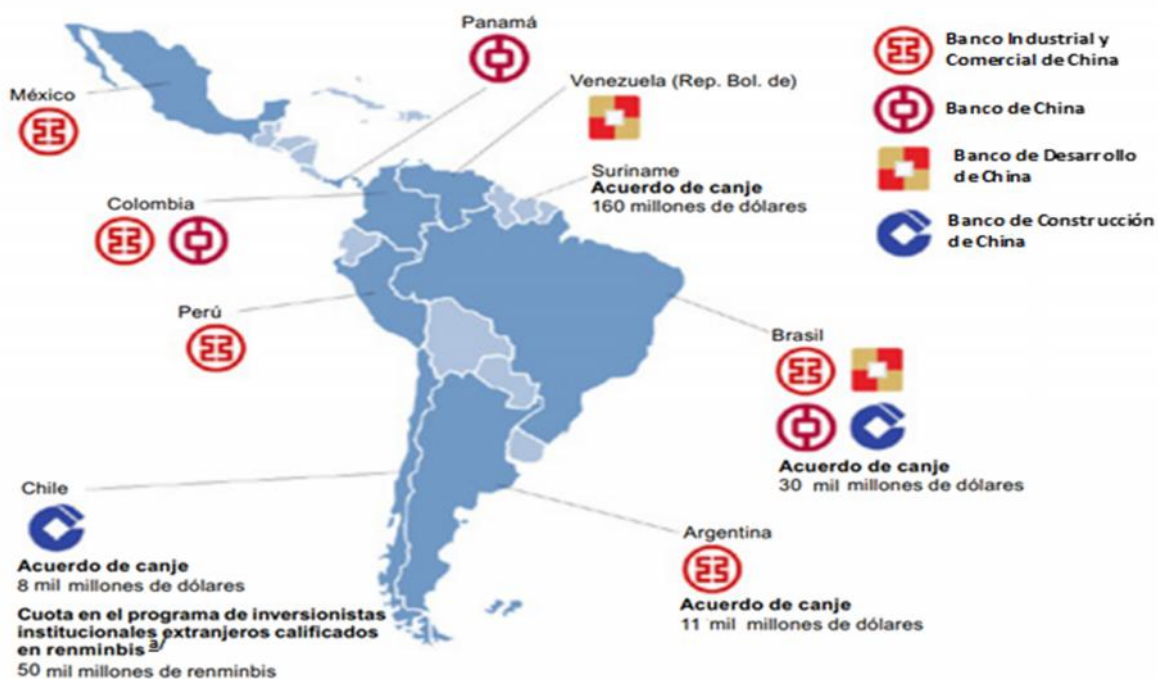 Panamá
México
Venezuela (Rep. Bol. de)
Suriname
Acuerdo de canje
160 millones de dólares
Colombia
Perú
Brasil
Acuerdo de canje
30 mil millones de dólares
Chile
Acuerdo de canje
8 mil millones de dólares
Cuota en el programa de inversionistas
institucionales extranjeros calificados
en renminbis a/
50 mil millones de renminbis
Argentina
Acuerdo de canje
11 mil millones de dólares
Banco Industrial y
Comercial de China
Banco de China
Banco de Desarrollo
de China
Banco de Construcción
de China